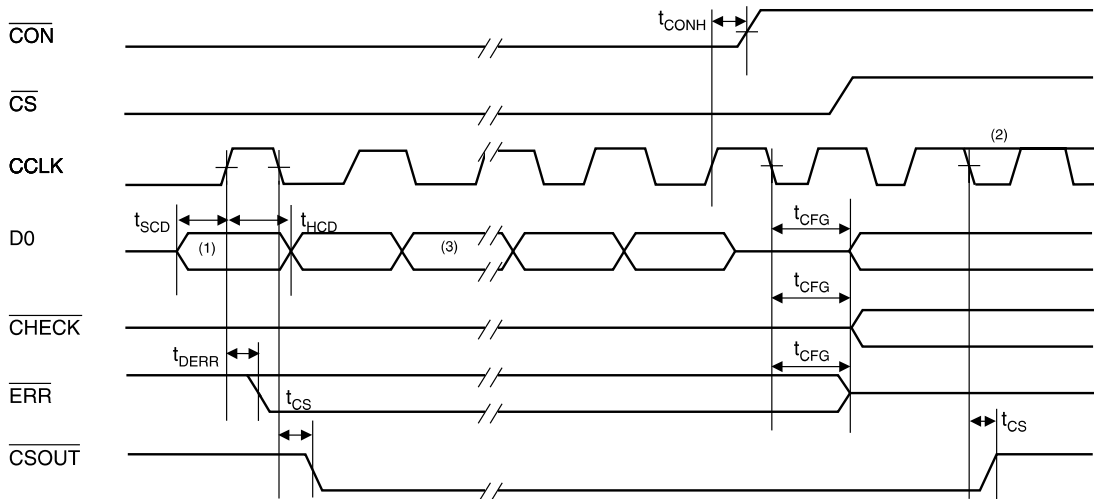 CON
t_CONH
CS
CCLK
(2)
D0
t_SCD
(1)
t_HCD
(3)
t_CFG
CHECK
t_CFG
t_DERR
t_CFG
ERR
t_CS
t_CS
CSOUT